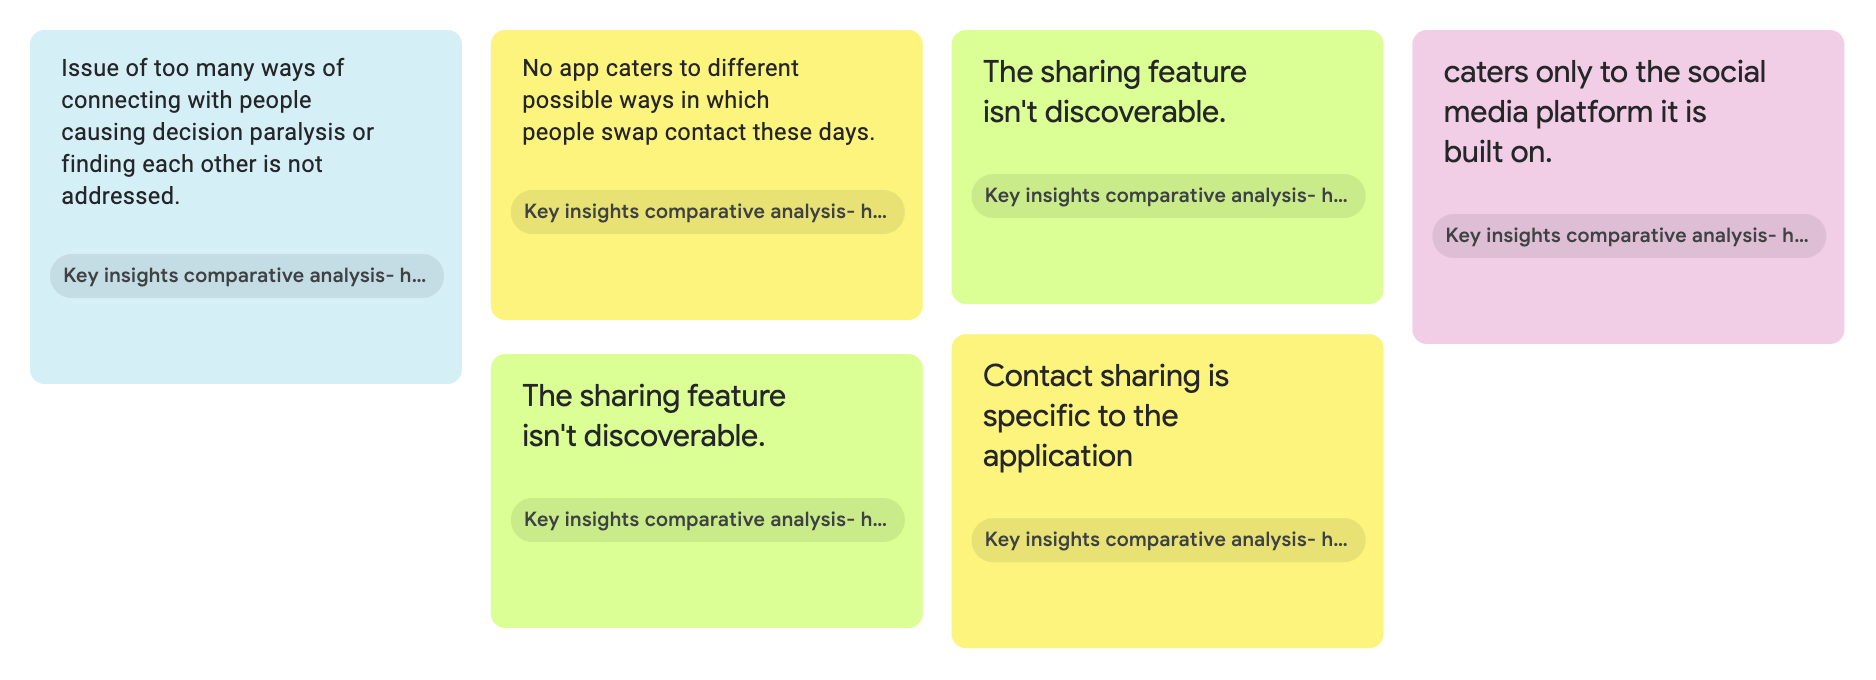 Issue of too many ways of
connecting with people
causing decision paralysis or
finding each other is not
addressed.
Key insights comparative analysis- h...
No app caters to different
possible ways in which
people swap contact these days.
Key insights comparative analysis- h...
The sharing feature
isn't discoverable.
Key insights comparative analysis- h...
The sharing feature
isn't discoverable.
Key insights comparative analysis- h...
Contact sharing is
specific to the
application
Key insights comparative analysis- h...
caters only to the social
media platform it is
built on.
Key insights comparative analysis- h...